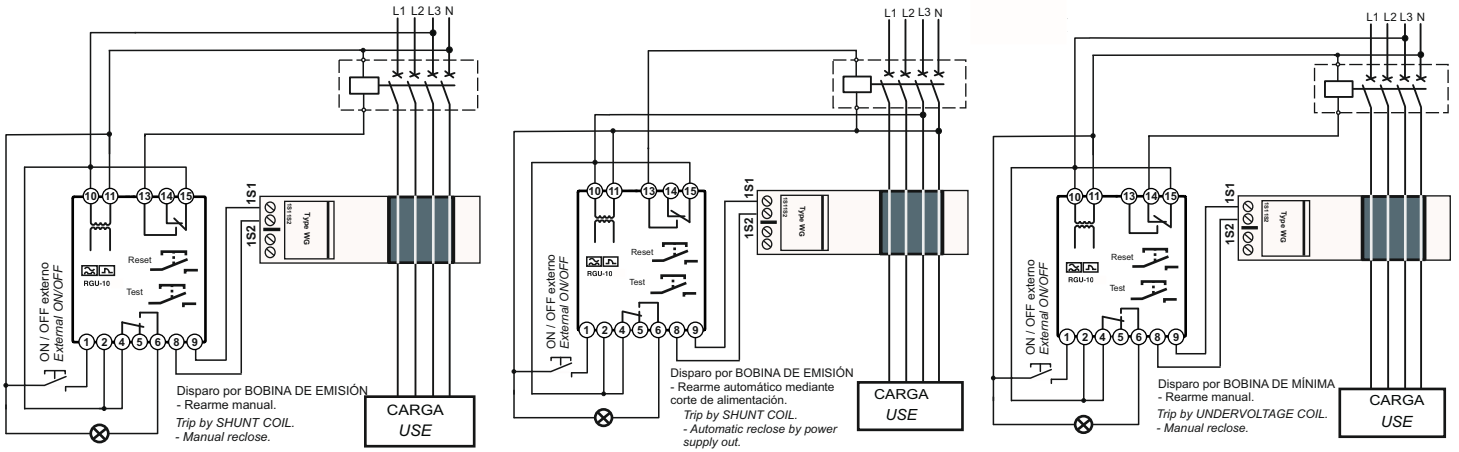 L1 L2 L3 N
10 11 13 14 15
1S1
1S2
1S1 1S2
Type WG
Reset
RGU-10
Test
ON / OFF externo
External ON/OFF
1 2 4 5 6 8 9
Disparo por BOBINA DE EMISIÓN
- Rearme manual.
Trip by SHUNT COIL.
- Manual reclose.
CARGA
USE
L1 L2 L3 N
10 11 13 14 15
1S1
1S2
1S1 1S2
Type WG
Reset
RGU-10
Test
ON / OFF externo
External ON/OFF
1 2 4 5 6 8 9
Disparo por BOBINA DE EMISIÓN
- Rearme automático mediante
corte de alimentación.
Trip by SHUNT COIL.
- Automatic reclose by power
supply out.
CARGA
USE
L1 L2 L3 N
10 11 13 14 15
1S1
1S2
1S1 1S2
Type WG
Reset
RGU-10
Test
ON / OFF externo
External ON/OFF
1 2 4 5 6 8 9
Disparo por BOBINA DE MÍNIMA
- Rearme manual.
Trip by UNDERVOLTAGE COIL.
- Manual reclose.
CARGA
USE